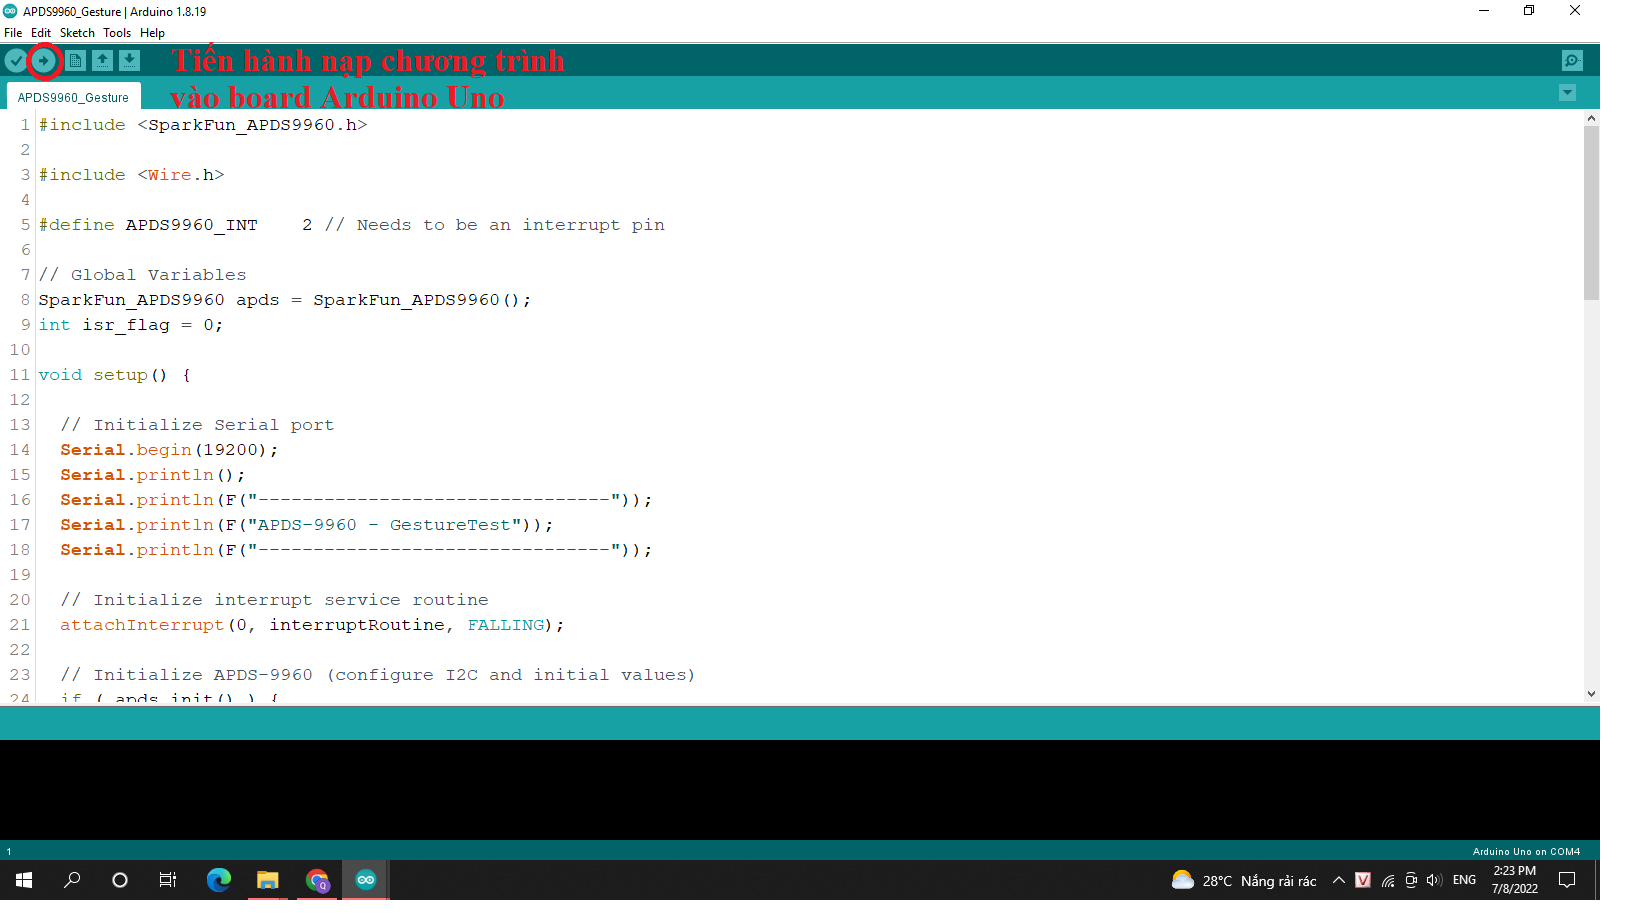 APDS9960_Gesture | Arduino 1.8.19
File Edit Sketch Tools Help
Tiến hành nạp chương trình
vào board Arduino Uno
APDS9960_Gesture
1 #include <SparkFun_APDS9960.h>
2
3 #include <Wire.h>
4
5 #define APDS9960_INT    2 // Needs to be an interrupt pin
6
7 // Global Variables
8 SparkFun_APDS9960 apds = SparkFun_APDS9960();
9 int isr_flag = 0;
10
11 void setup() {
12
13   // Initialize Serial port
14   Serial.begin(19200);
15   Serial.println();
16   Serial.println(F("--------------------------------"));
17   Serial.println(F("APDS-9960 - GestureTest"));
18   Serial.println(F("--------------------------------"));
19
20   // Initialize interrupt service routine
21   attachInterrupt(0, interruptRoutine, FALLING);
22
23   // Initialize APDS-9960 (configure I2C and initial values)
24   if ( apds.init() ) {
1
Arduino Uno on COM4
28°C Nắng rải rác
V
ENG
2:23 PM
7/8/2022
Q